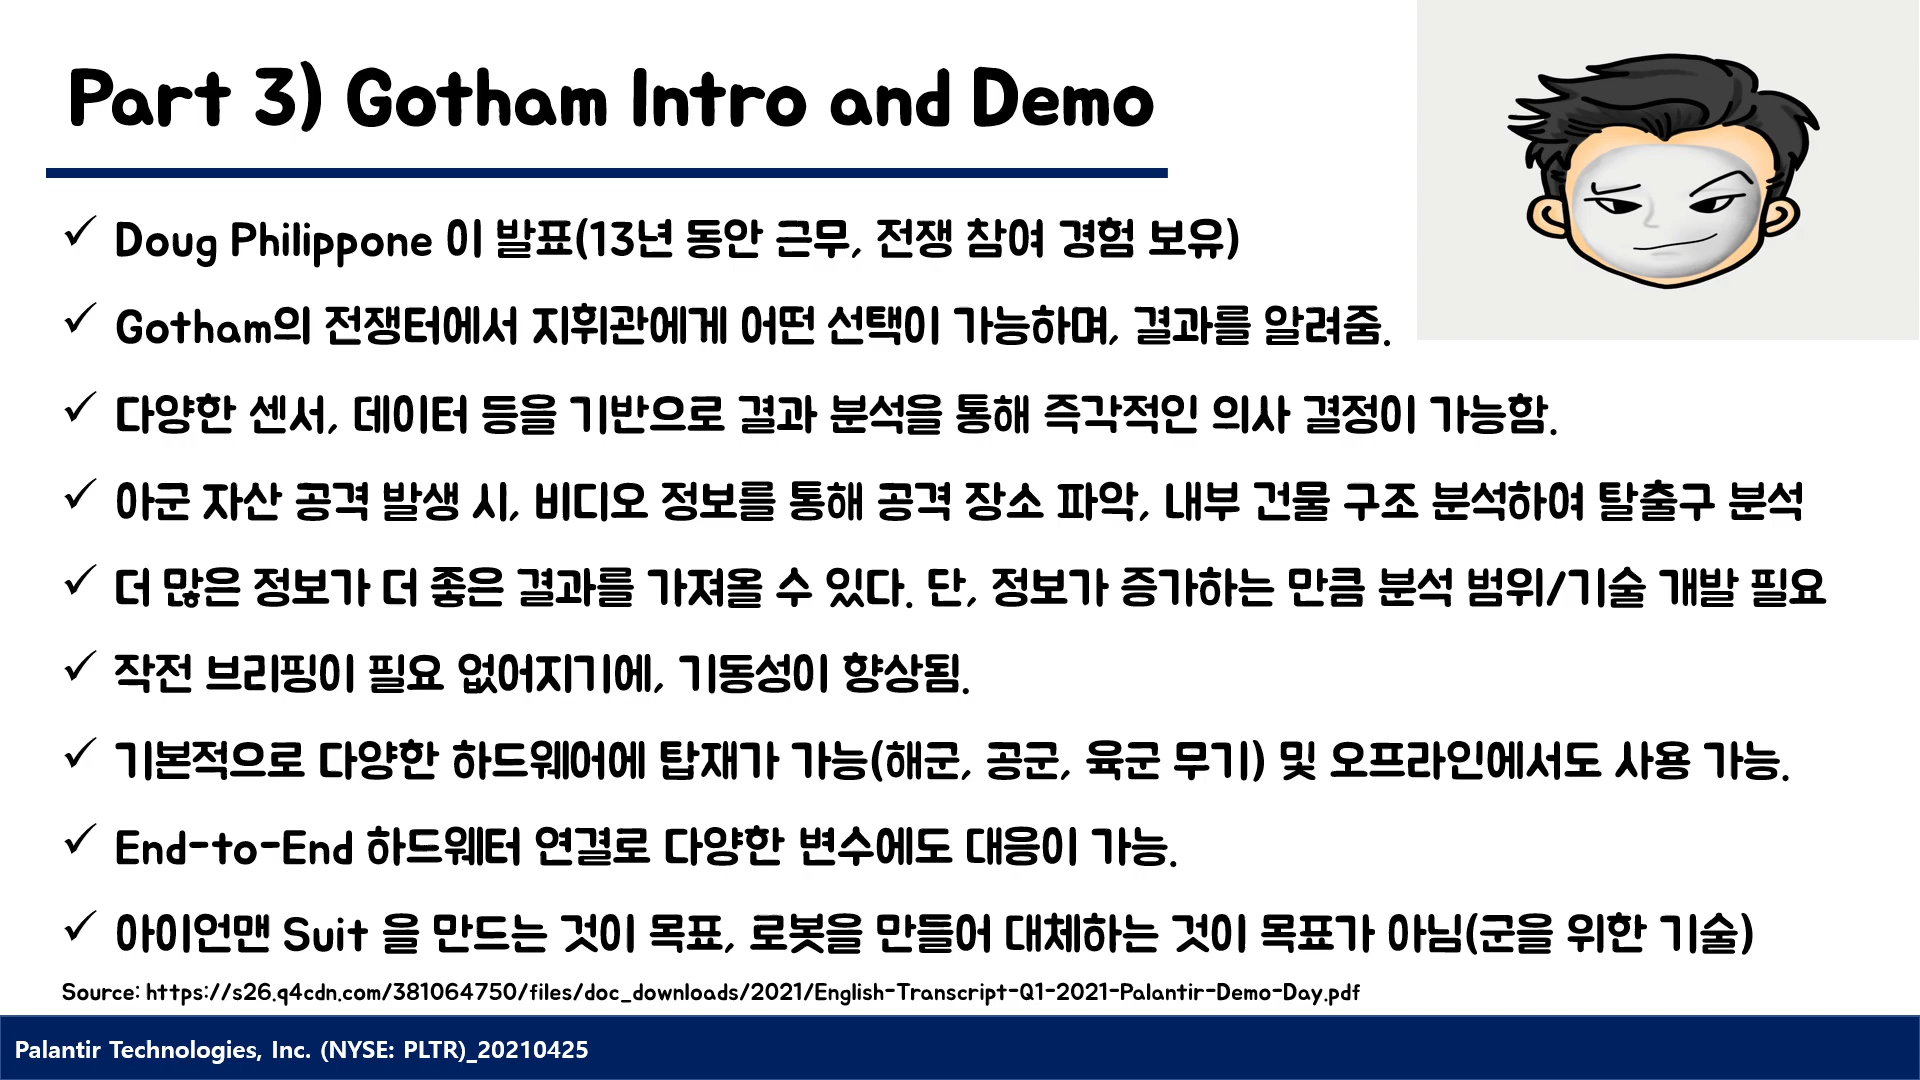 Part 3) Gotham Intro and Demo
✓ Doug Philippone 이 발표(13년 동안 근무, 전쟁 참여 경험 보유)
✓ Gotham의 전쟁터에서 지휘관에게 어떤 선택이 가능하며, 결과를 알려줌.
✓ 다양한 센서, 데이터 등을 기반으로 결과 분석을 통해 즉각적인 의사 결정이 가능함.
✓ 아군 자산 공격 발생 시, 비디오 정보를 통해 공격 장소 파악, 내부 건물 구조 분석하여 탈출구 분석
✓ 더 많은 정보가 더 좋은 결과를 가져올 수 있다. 단, 정보가 증가하는 만큼 분석 범위/기술 개발 필요
✓ 작전 브리핑이 필요 없어지기에, 기동성이 향상됨.
✓ 기본적으로 다양한 하드웨어에 탑재가 가능(해군, 공군, 육군 무기) 및 오프라인에서도 사용 가능.
✓ End-to-End 하드웨터 연결로 다양한 변수에도 대응이 가능.
✓ 아이언맨 Suit 을 만드는 것이 목표, 로봇을 만들어 대체하는 것이 목표가 아님(군을 위한 기술)
Source: https://s26.q4cdn.com/381064750/files/doc_downloads/2021/English-Transcript-Q1-2021-Palantir-Demo-Day.pdf
Palantir Technologies, Inc. (NYSE: PLTR)_20210425